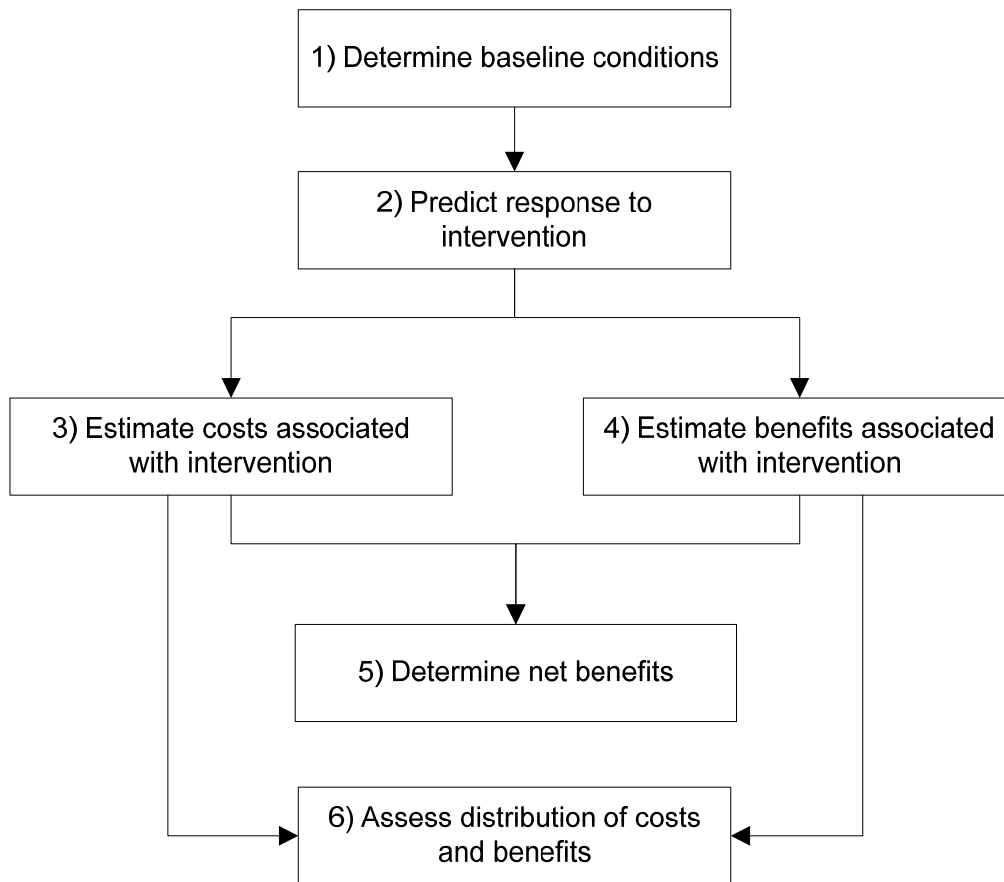 1) Determine baseline conditions
2) Predict response to
intervention
3) Estimate costs associated
with intervention
4) Estimate benefits associated
with intervention
5) Determine net benefits
6) Assess distribution of costs
and benefits